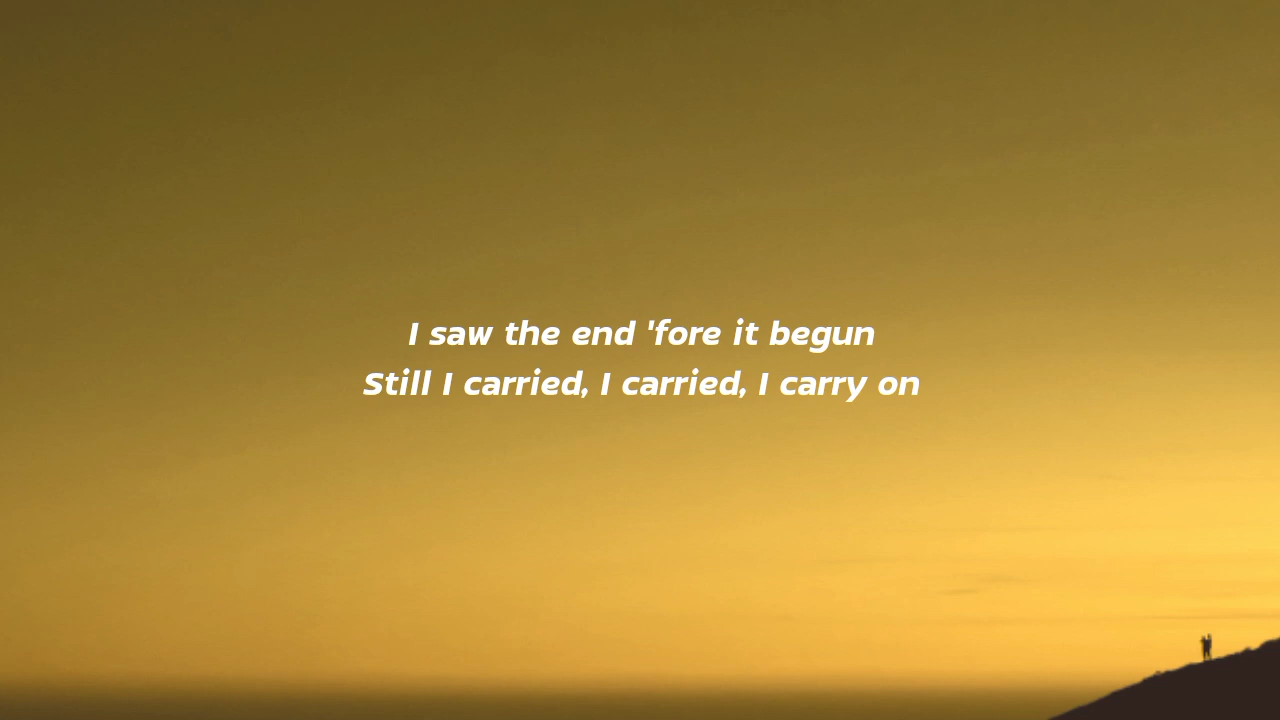 I saw the end 'fore it begun
Still I carried, I carried, I carry on